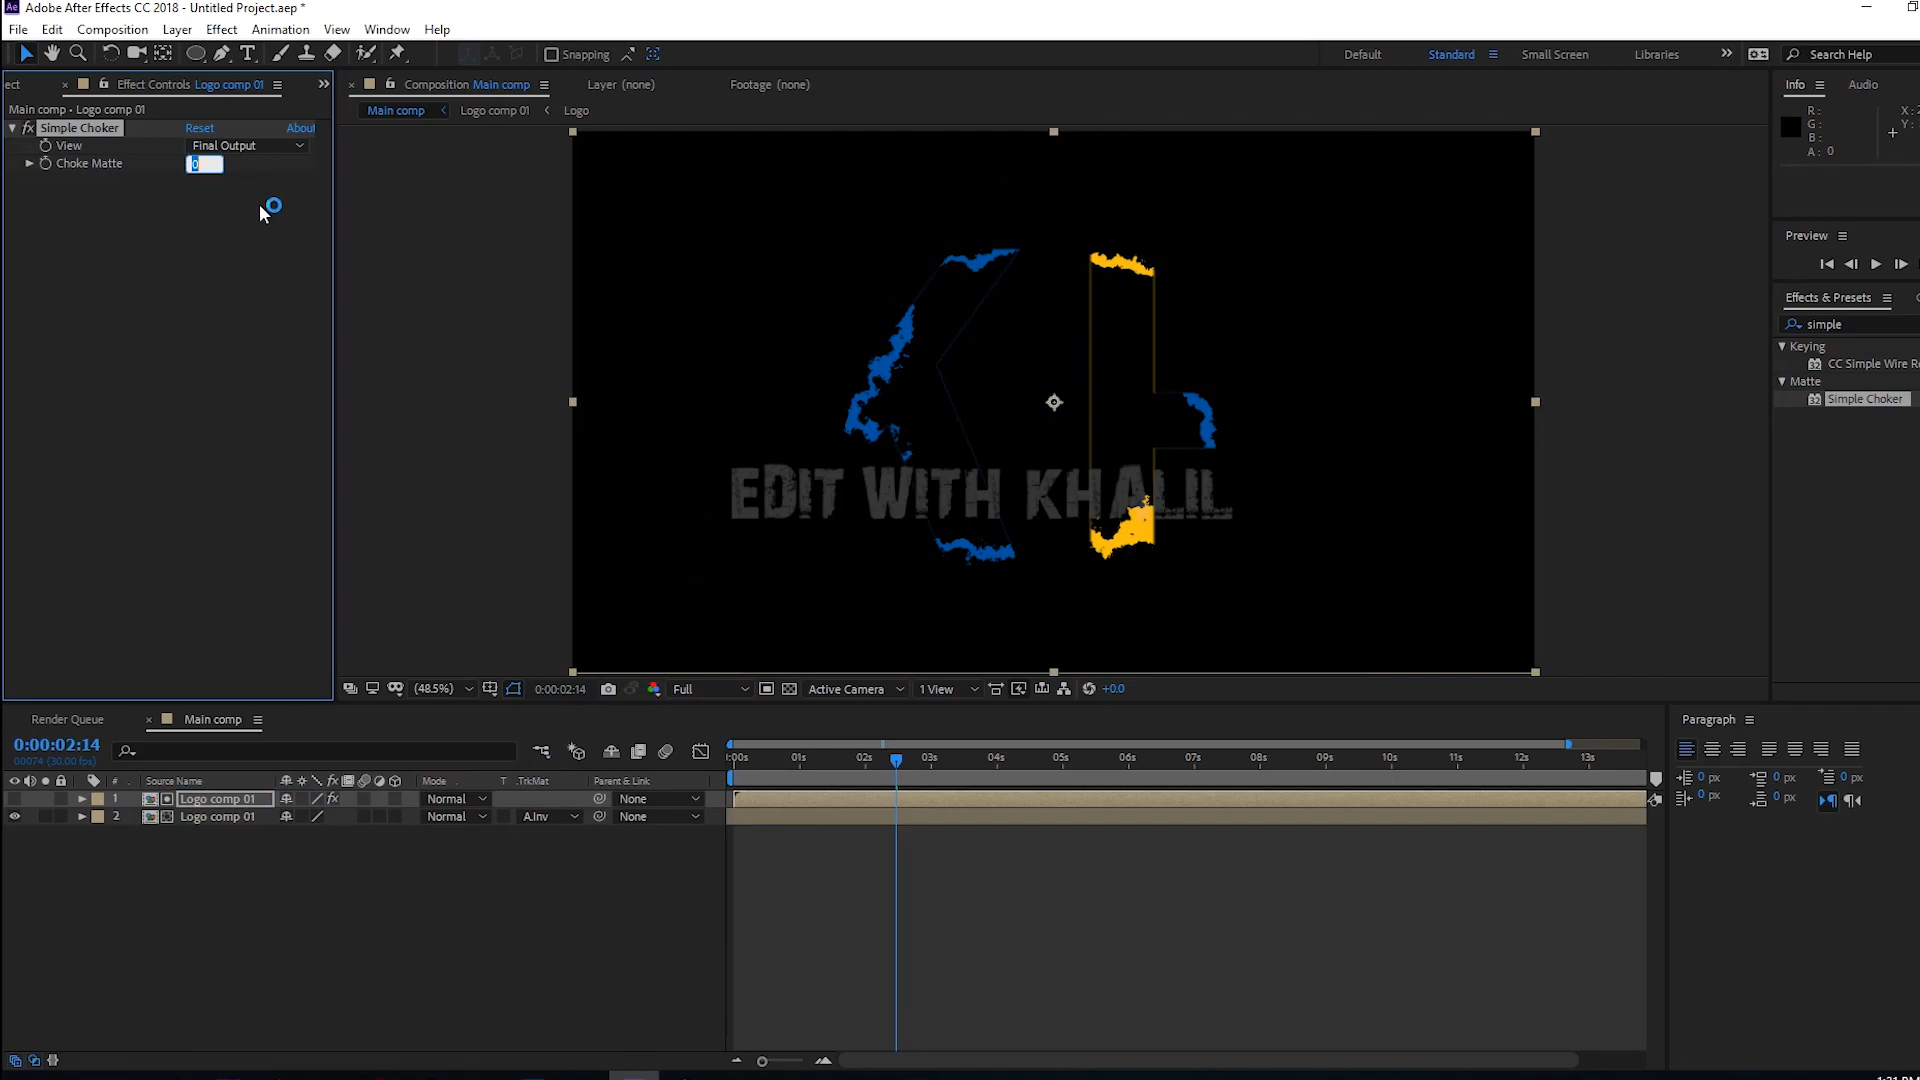 Ae Adobe After Effects CC 2018 - Untitled Project.aep *
File Edit Composition Layer Effect Animation View Window Help
Snapping Default Standard Small Screen Libraries Search Help
ect Effect Controls Logo comp 01 Composition Main comp Layer (none) Footage (none) Info Audio
Main comp • Logo comp 01 Main comp Logo comp 01 Logo
fx Simple Choker Reset About
View Final Output
Choke Matte 0
R:
G:
B:
A: 0
X:
Y:
Preview
Effects & Presets
simple
Keying
32 CC Simple Wire Re
Matte
32 Simple Choker
EDIT WITH KHALIL
(48.5%) 0:00:02:14 Full Active Camera 1 View +0.0
Render Queue Main comp Paragraph
0:00:02:14
00074 (30.00 fps)
:00s 01s 02s 03s 04s 05s 06s 07s 08s 09s 10s 11s 12s 13s
# Source Name fx Mode T .TrkMat Parent & Link
1 Logo comp 01 fx Normal None
2 Logo comp 01 Normal A.Inv None
0 px 0 px 0 px
0 px 0 px